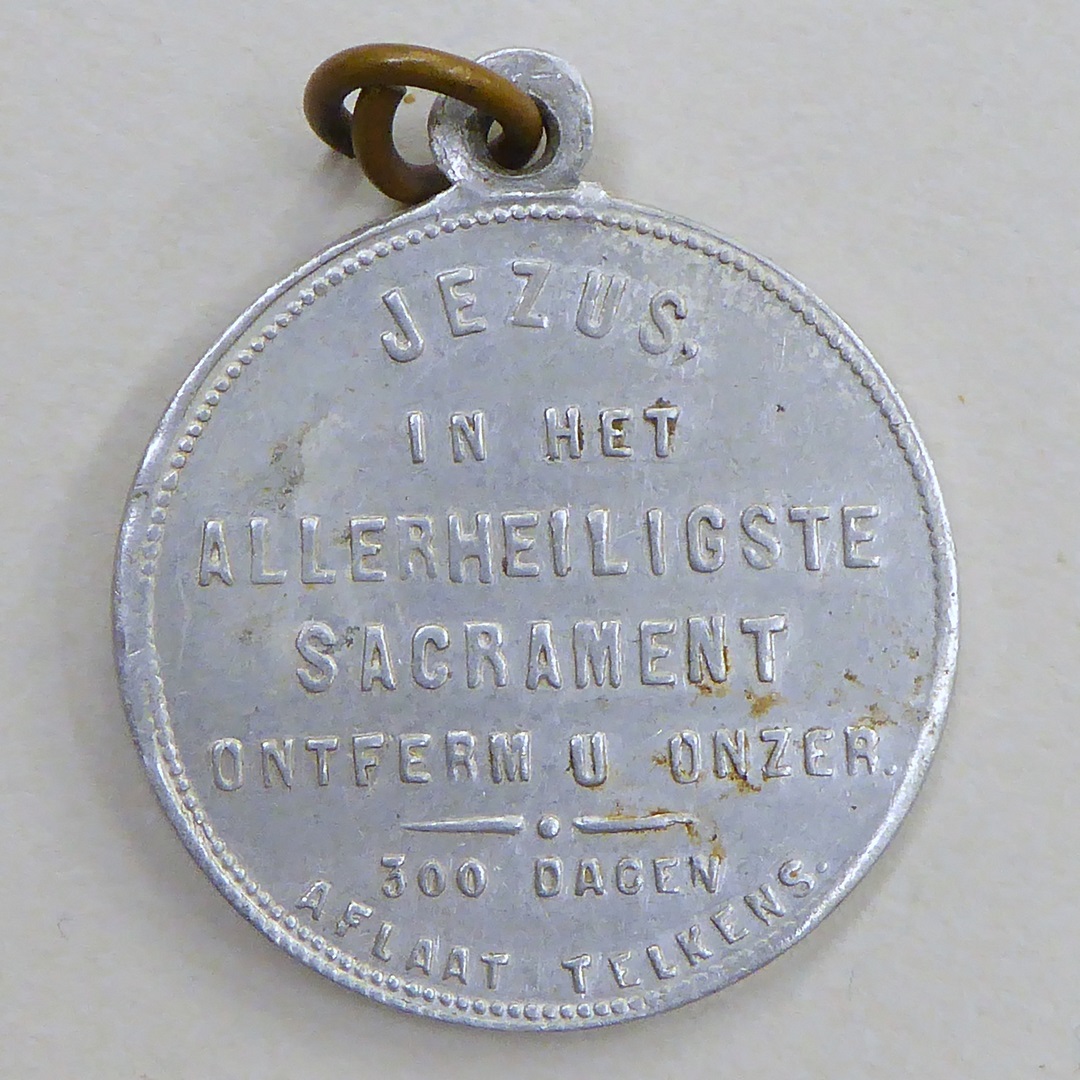 JEZUS,
IN HET
ALLERHEILIGSTE
SACRAMENT
ONTFERM U ONZER.
300 DAGEN
AFLAAT TELKENS.